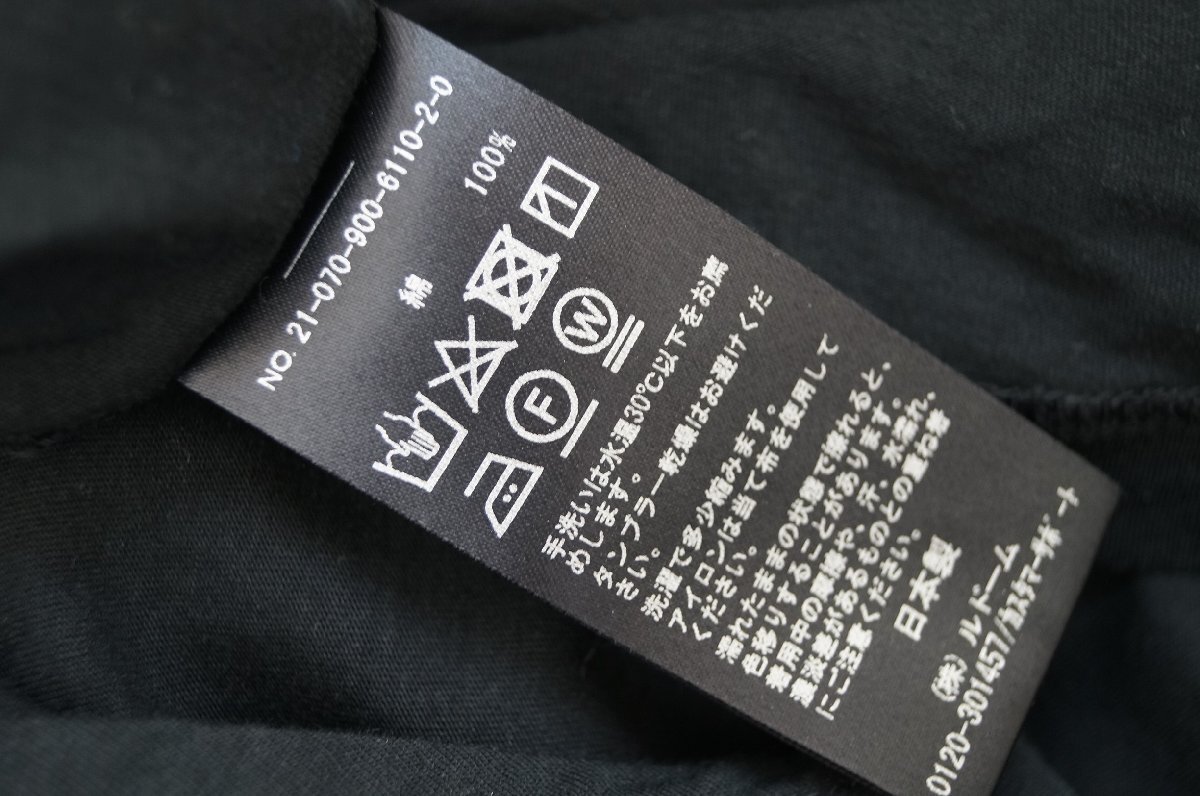 NO. 21-070-900-6110-2-0
綿 100%
W
F
手洗いは水温30℃以下をお薦
めします。
タンブラー乾燥はお避けくだ
さい。
洗濯で多少縮みます。
アイロンは当て布を使用して
ください。
濡れたままの状態で擦れると、
色移りすることがあります。
着用中の摩擦や、汗、水濡れ、
濃淡差があるものとの重ね着
にご注意ください。
日本製
(株) ルドーム
0120-301457/カスタマーサポート